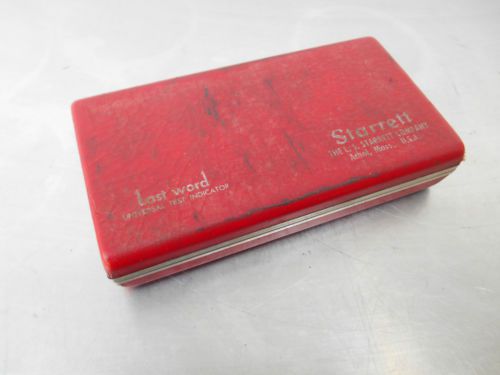 Starrett
THE L.S. STARRETT COMPANY
Athol, Mass. U.S.A.
Last word
UNIVERSAL TEST INDICATOR